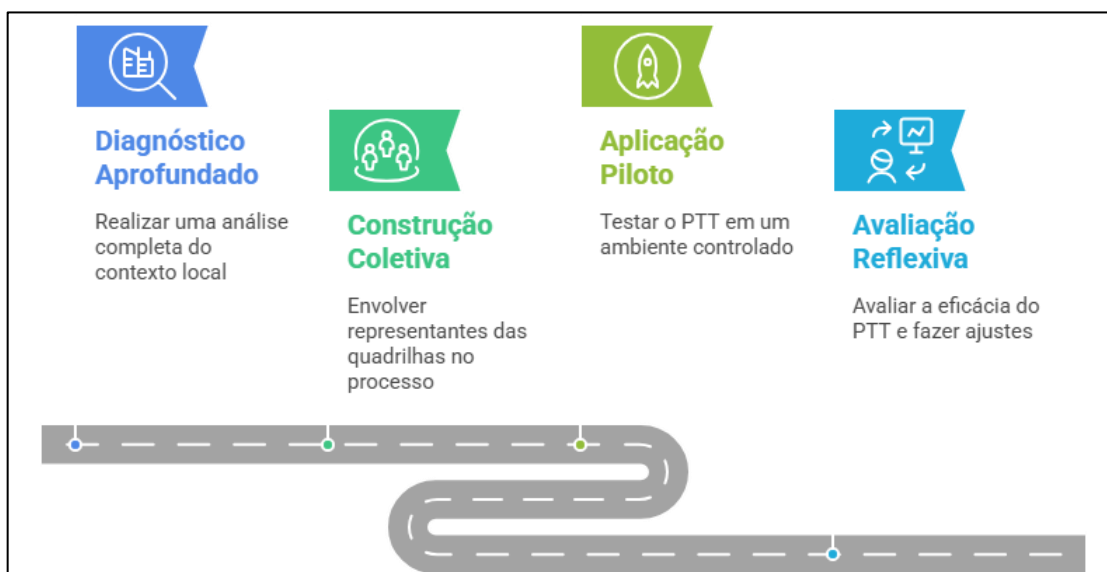 Diagnóstico
Aprofundado
Realizar uma análise
completa do
contexto local
Construção
Coletiva
Envolver
representantes das
quadrilhas no
processo
Aplicação
Piloto
Testar o PTT em um
ambiente controlado
Avaliação
Reflexiva
Avaliar a eficácia do
PTT e fazer ajustes